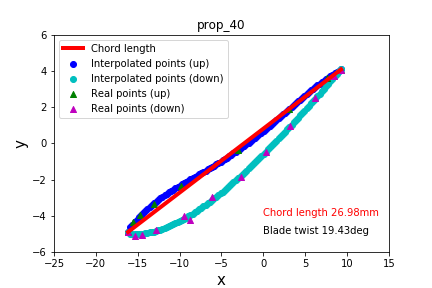 prop_40
Chord length
Interpolated points (up)
Interpolated points (down)
Real points (up)
Real points (down)
6
4
2
0
−2
−4
−6
y
Chord length 26.98mm
Blade twist 19.43deg
−25 −20 −15 −10 −5 0 5 10 15
x